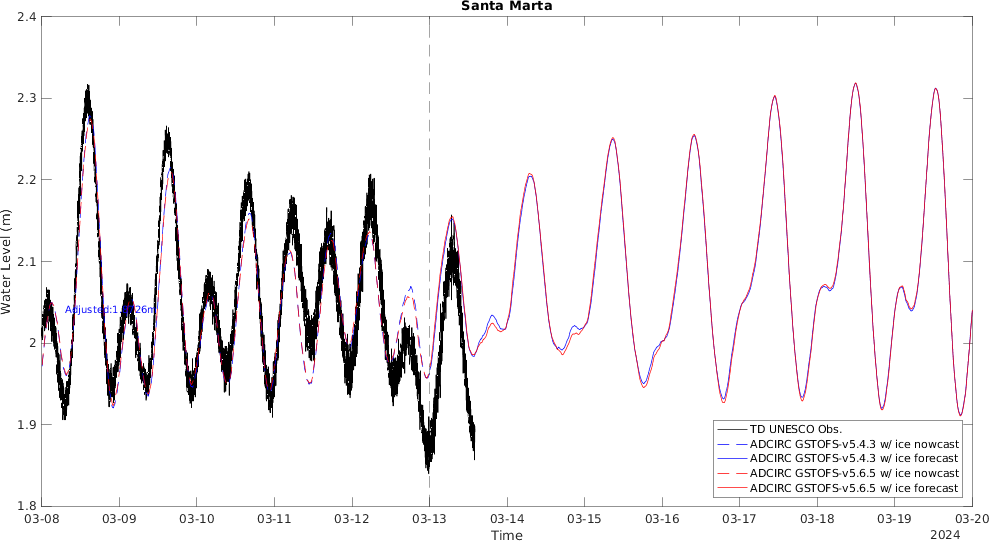 Santa Marta
Water Level (m)
2.4
2.3
2.2
2.1
2
1.9
1.8
03-08
03-09
03-10
03-11
03-12
03-13
03-14
03-15
03-16
03-17
03-18
03-19
03-20
Time
2024
TD UNESCO Obs.
ADCIRC GSTOFS-v5.4.3 w/ ice nowcast
ADCIRC GSTOFS-v5.4.3 w/ ice forecast
ADCIRC GSTOFS-v5.6.5 w/ ice nowcast
ADCIRC GSTOFS-v5.6.5 w/ ice forecast